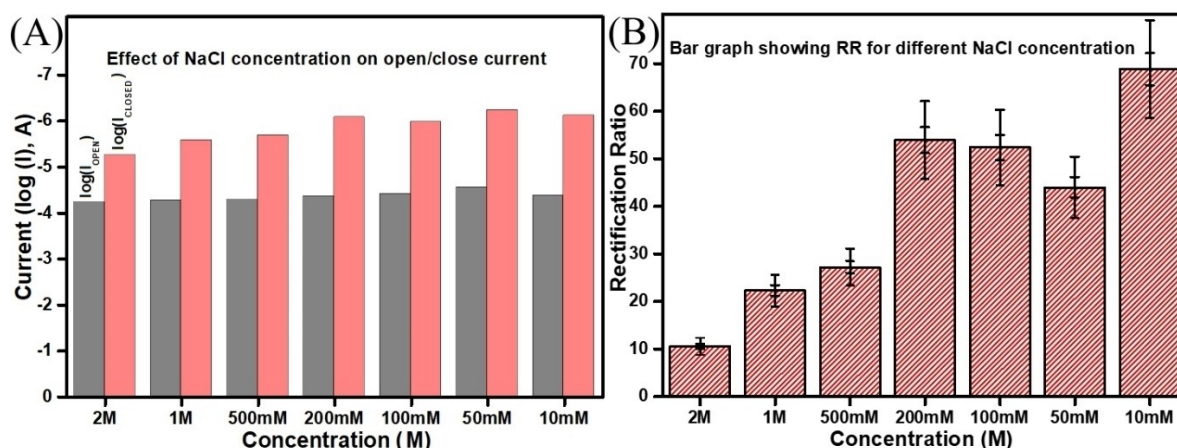 (A)
Effect of NaCl concentration on open/close current
Current (log (I), A)
-7
-6
-5
-4
-3
-2
-1
0
log(I_OPEN)
log(I_CLOSED)
2M 1M 500mM 200mM 100mM 50mM 10mM
Concentration (M)
(B)
Bar graph showing RR for different NaCl concentration
Rectification Ratio
70
60
50
40
30
20
10
0
2M 1M 500mM 200mM 100mM 50mM 10mM
Concentration (M)